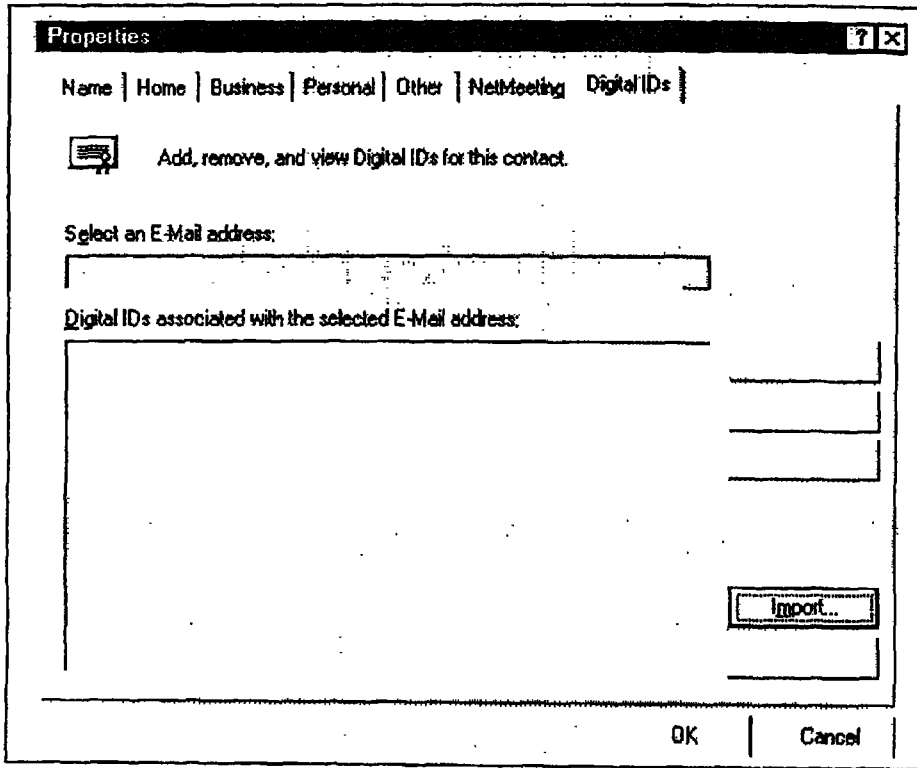 Properties ? X
Name Home Business Personal Other NetMeeting Digital IDs
Add, remove, and view Digital IDs for this contact.
Select an E-Mail address:
Digital IDs associated with the selected E-Mail address:
Import...
OK Cancel